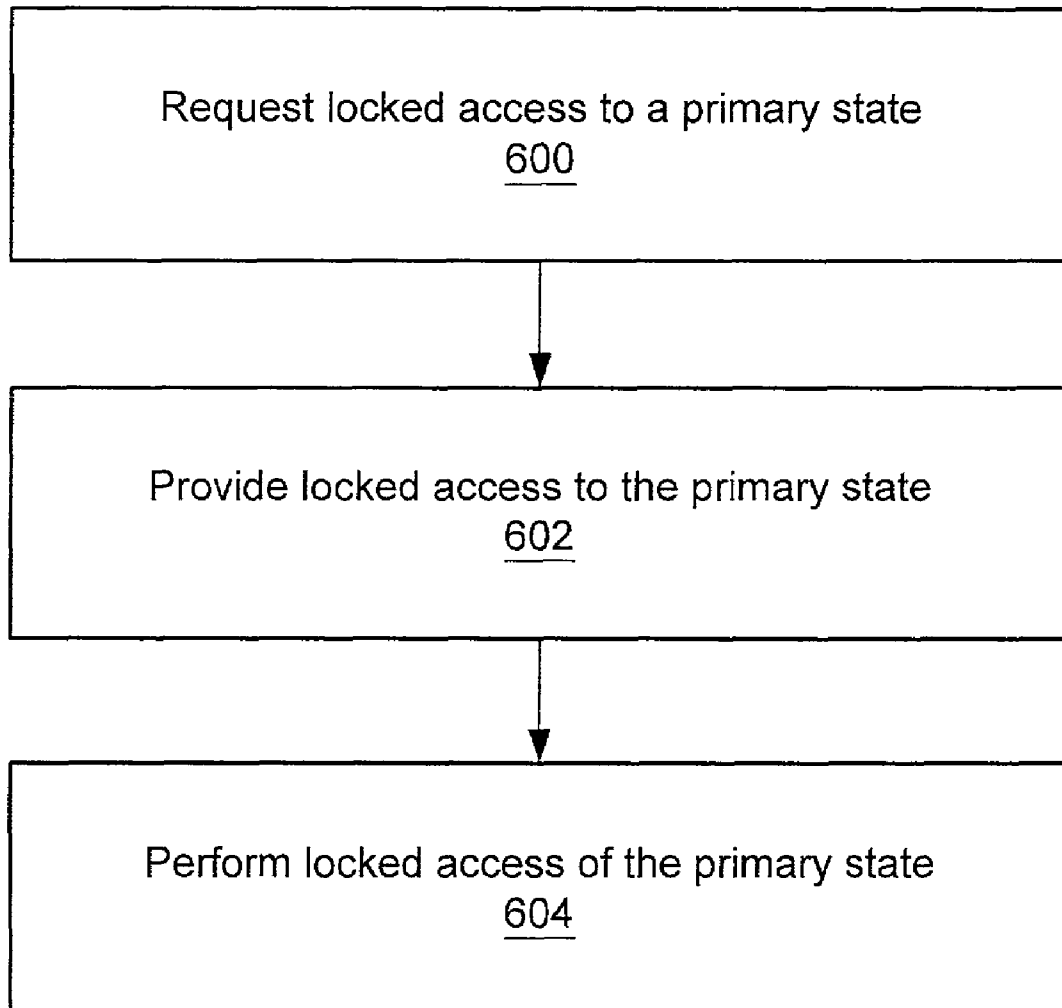 Request locked access to a primary state
600
Provide locked access to the primary state
602
Perform locked access of the primary state
604